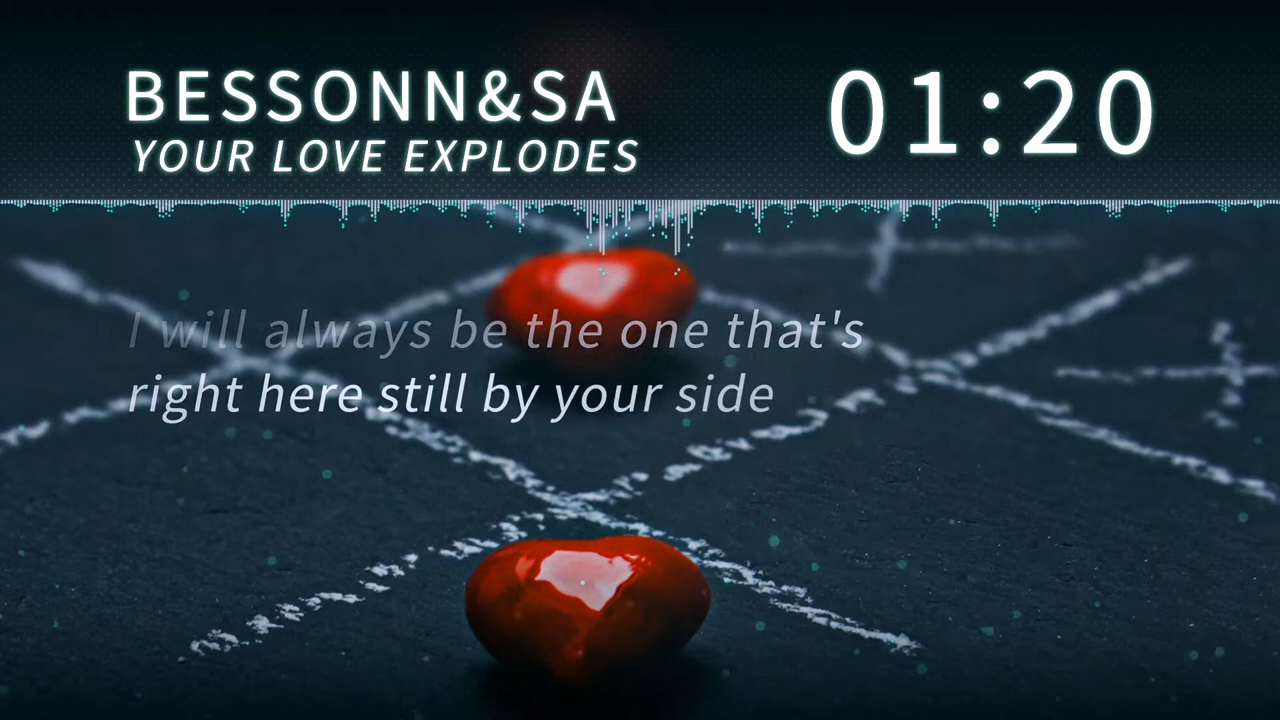 BESSONN&SA
YOUR LOVE EXPLODES
01:20
I will always be the one that's
right here still by your side